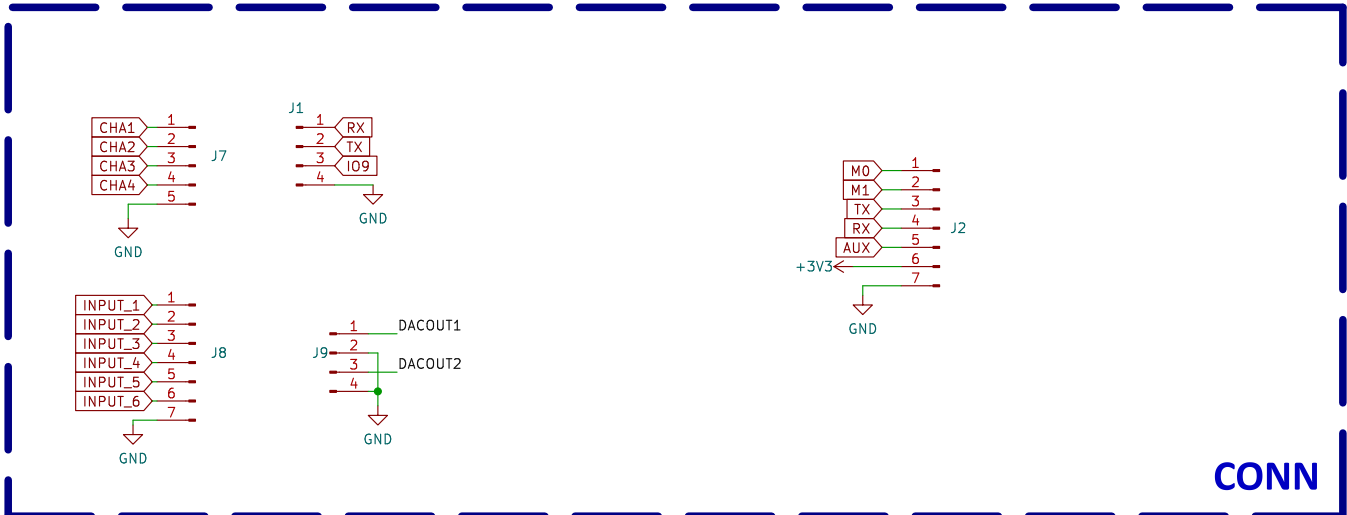 J7
CHA1 1
CHA2 2
CHA3 3
CHA4 4
5
GND
J1
1 RX
2 TX
3 IO9
4
GND
J2
M0 1
M1 2
TX 3
RX 4
AUX 5
+3V3 6
7
GND
J8
INPUT_1 1
INPUT_2 2
INPUT_3 3
INPUT_4 4
INPUT_5 5
INPUT_6 6
7
GND
J9
1 DACOUT1
2
3 DACOUT2
4
GND
CONN